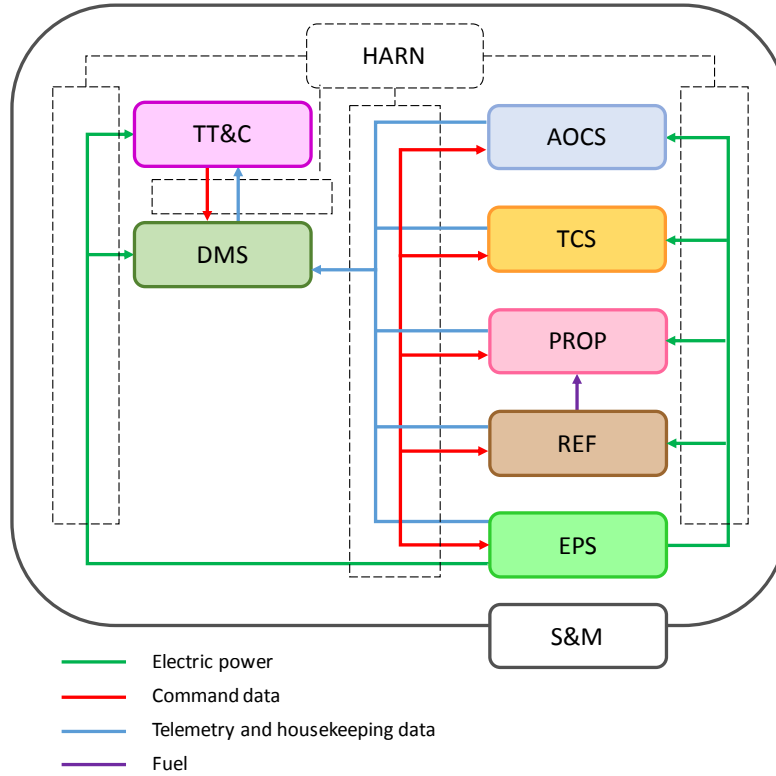 HARN
TT&C
AOCS
DMS
TCS
PROP
REF
EPS
S&M
Electric power
Command data
Telemetry and housekeeping data
Fuel